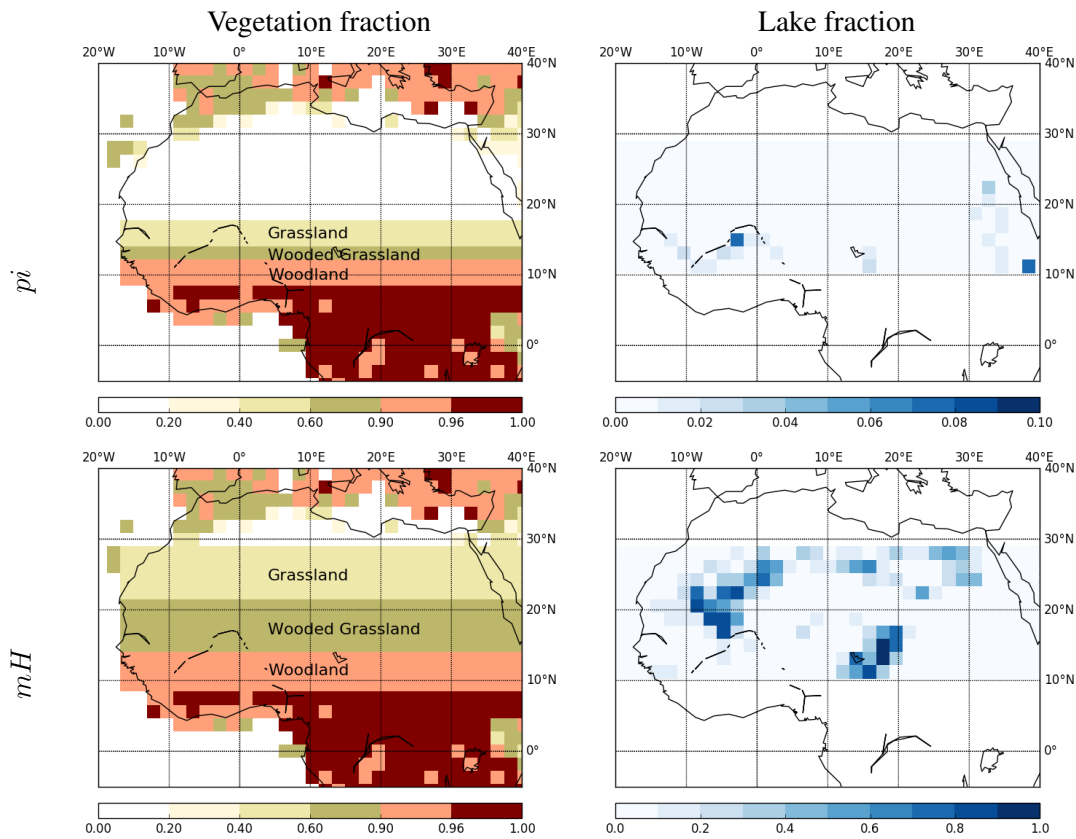 Vegetation fraction Lake fraction
20°W 10°W 0° 10°E 20°E 30°E 40°E 20°W 10°W 0° 10°E 20°E 30°E 40°E
40°N 40°N
30°N 30°N
20°N 20°N
Grassland
Wooded Grassland
Woodland
10°N 10°N
pi
0° 0°
0.00 0.20 0.40 0.60 0.90 0.96 1.00 0.00 0.02 0.04 0.06 0.08 0.10
20°W 10°W 0° 10°E 20°E 30°E 40°E 20°W 10°W 0° 10°E 20°E 30°E 40°E
40°N 40°N
30°N 30°N
Grassland
20°N 20°N
Wooded Grassland
Woodland
10°N 10°N
mH
0° 0°
0.00 0.20 0.40 0.60 0.90 0.96 1.00 0.0 0.2 0.4 0.6 0.8 1.0